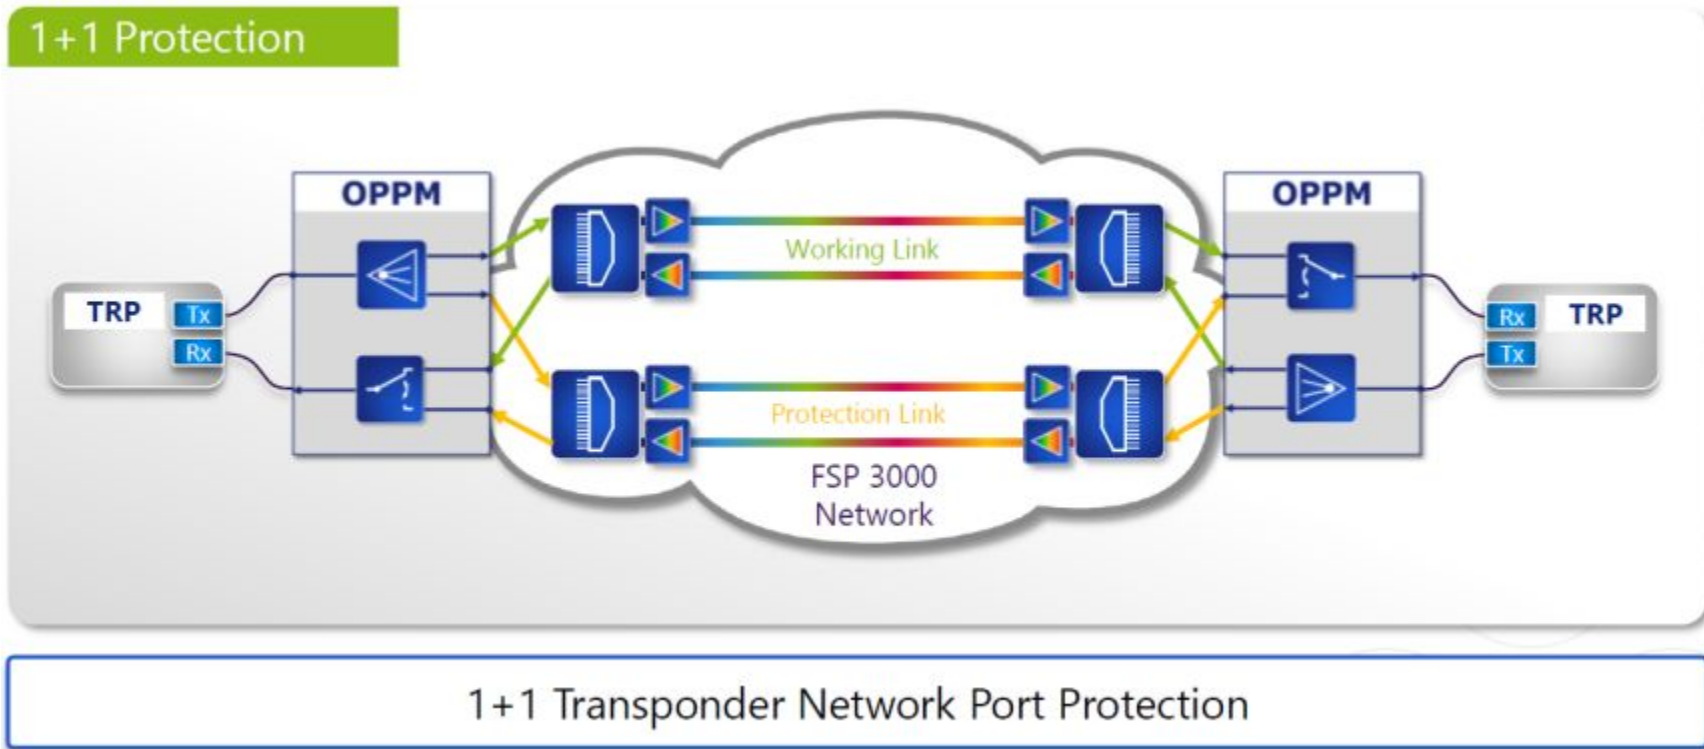 1+1 Protection
OPPM
OPPM
Working Link
TRP
Tx
Rx
Rx
Tx
TRP
Protection Link
FSP 3000
Network
1+1 Transponder Network Port Protection